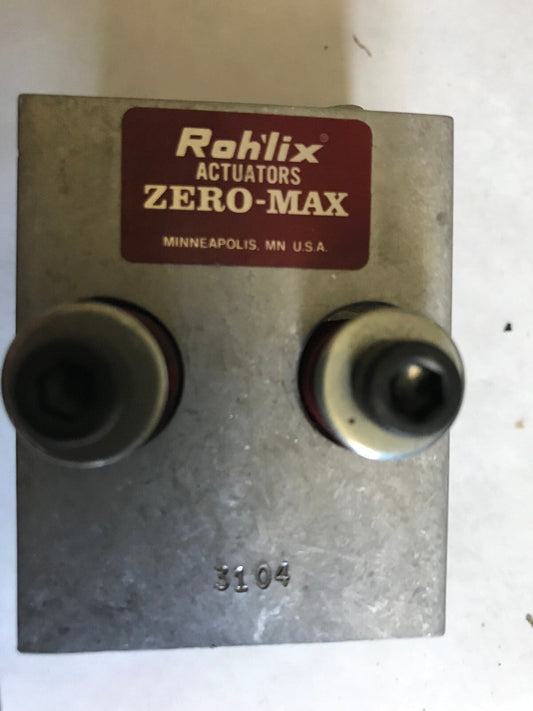 Roh'lix®
ACTUATORS
ZERO-MAX
MINNEAPOLIS, MN U.S.A.
3104